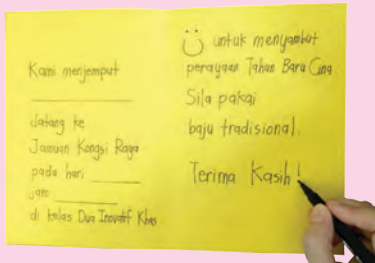 Kami menjemput
datang ke
Jamuan Kongsi Raya
pada hari
jam
di kelas Dua Inovatif Khas
untuk menyambut
perayaan Tahun Baru Cina
Sila pakai
baju tradisional.
Terima Kasih!